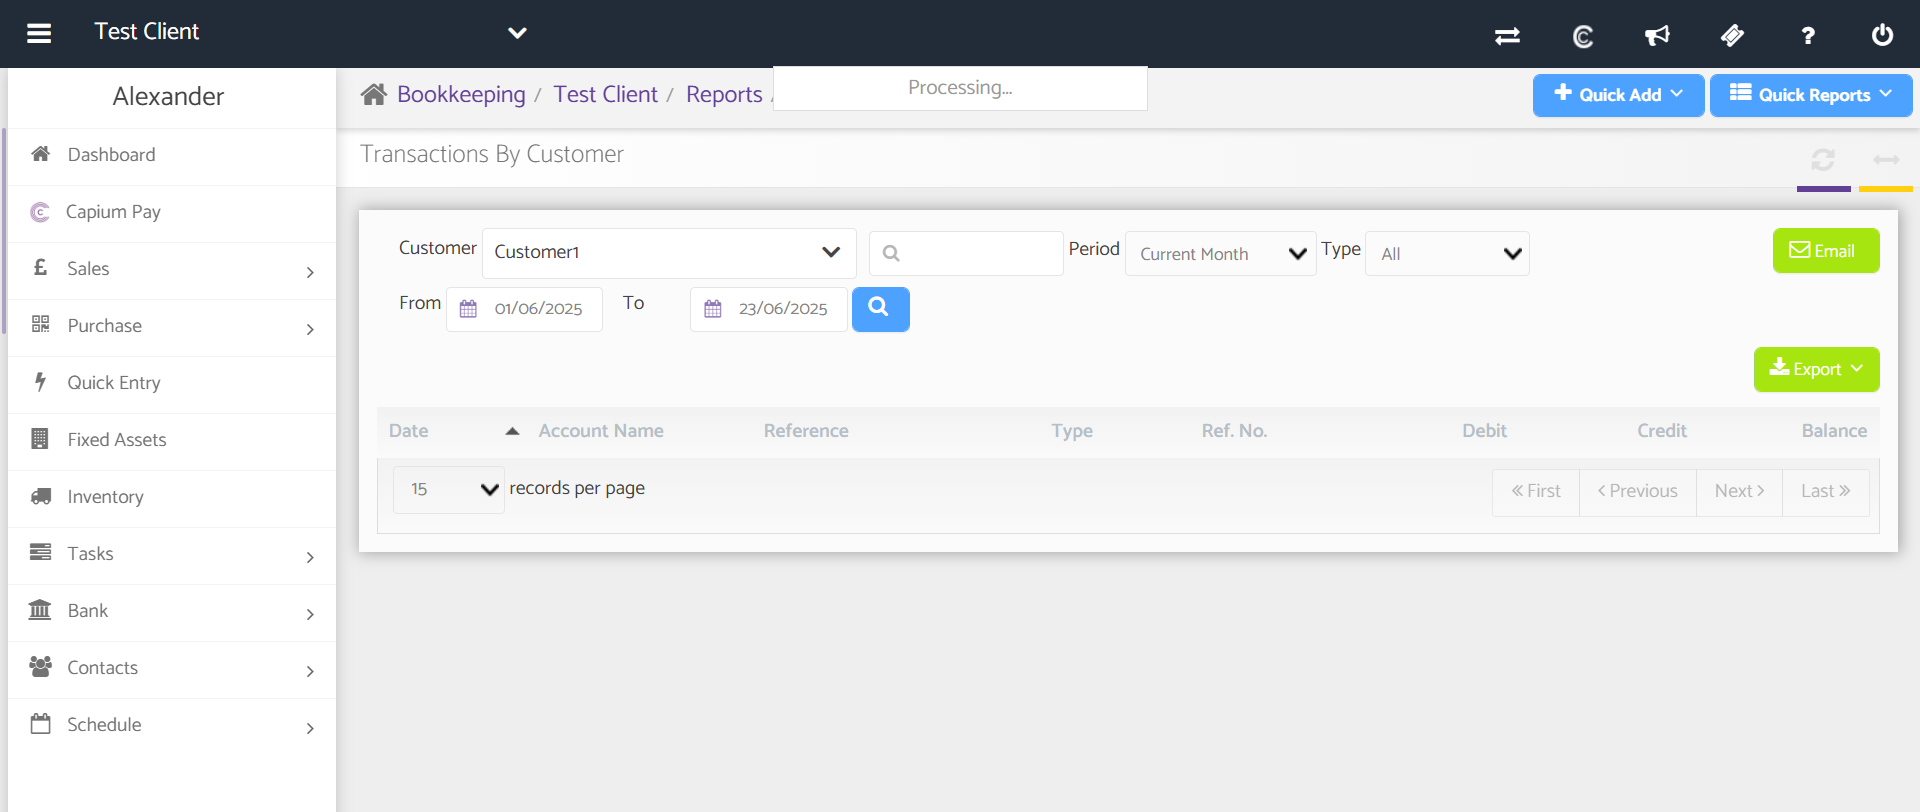 Test Client
Alexander
Dashboard
Capium Pay
Sales
Purchase
Quick Entry
Fixed Assets
Inventory
Tasks
Bank
Contacts
Schedule
Bookkeeping / Test Client / Reports /
Processing...
Quick Add
Quick Reports
Transactions By Customer
Customer Customer1 Period Current Month Type All
Email
From 01/06/2025 To 23/06/2025
Export
Date Account Name Reference Type Ref. No. Debit Credit Balance
15 records per page
« First ‹ Previous Next › Last »